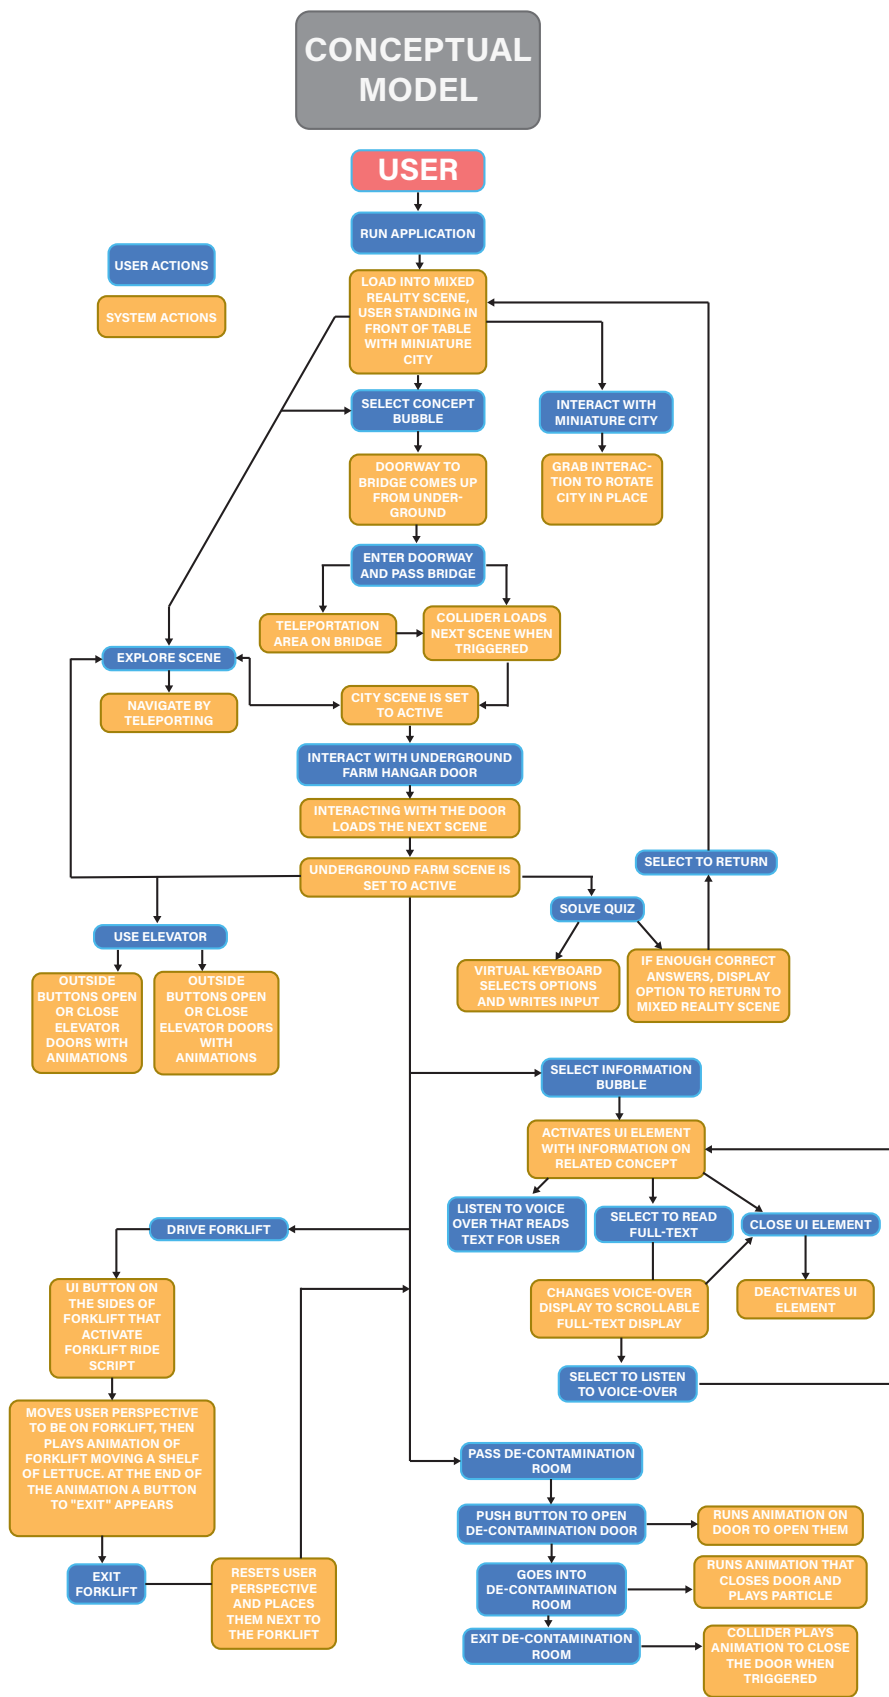 CONCEPTUAL
MODEL
USER
RUN APPLICATION
USER ACTIONS
SYSTEM ACTIONS
LOAD INTO MIXED
REALITY SCENE,
USER STANDING IN
FRONT OF TABLE
WITH MINIATURE
CITY
SELECT CONCEPT
BUBBLE
INTERACT WITH
MINIATURE CITY
DOORWAY TO
BRIDGE COMES UP
FROM UNDER-
GROUND
GRAB INTERAC-
TION TO ROTATE
CITY IN PLACE
ENTER DOORWAY
AND PASS BRIDGE
TELEPORTATION
AREA ON BRIDGE
COLLIDER LOADS
NEXT SCENE WHEN
TRIGGERED
EXPLORE SCENE
NAVIGATE BY
TELEPORTING
CITY SCENE IS SET
TO ACTIVE
INTERACT WITH UNDERGROUND
FARM HANGAR DOOR
INTERACTING WITH THE DOOR
LOADS THE NEXT SCENE
UNDERGROUND FARM SCENE IS
SET TO ACTIVE
SELECT TO RETURN
SOLVE QUIZ
USE ELEVATOR
OUTSIDE
BUTTONS OPEN
OR CLOSE
ELEVATOR
DOORS WITH
ANIMATIONS
OUTSIDE
BUTTONS OPEN
OR CLOSE
ELEVATOR DOORS
WITH
ANIMATIONS
VIRTUAL KEYBOARD
SELECTS OPTIONS
AND WRITES INPUT
IF ENOUGH CORRECT
ANSWERS, DISPLAY
OPTION TO RETURN TO
MIXED REALITY SCENE
SELECT INFORMATION
BUBBLE
ACTIVATES UI ELEMENT
WITH INFORMATION ON
RELATED CONCEPT
LISTEN TO VOICE
OVER THAT READS
TEXT FOR USER
SELECT TO READ
FULL-TEXT
CLOSE UI ELEMENT
DRIVE FORKLIFT
UI BUTTON ON
THE SIDES OF
FORKLIFT THAT
ACTIVATE
FORKLIFT RIDE
SCRIPT
CHANGES VOICE-OVER
DISPLAY TO SCROLLABLE
FULL-TEXT DISPLAY
DEACTIVATES UI
ELEMENT
SELECT TO LISTEN
TO VOICE-OVER
MOVES USER PERSPECTIVE
TO BE ON FORKLIFT, THEN
PLAYS ANIMATION OF
FORKLIFT MOVING A SHELF
OF LETTUCE. AT THE END OF
THE ANIMATION A BUTTON
TO "EXIT" APPEARS
PASS DE-CONTAMINATION
ROOM
PUSH BUTTON TO OPEN
DE-CONTAMINATION DOOR
RUNS ANIMATION ON
DOOR TO OPEN THEM
EXIT
FORKLIFT
RESETS USER
PERSPECTIVE
AND PLACES
THEM NEXT TO
THE FORKLIFT
GOES INTO
DE-CONTAMINATION
ROOM
RUNS ANIMATION THAT
CLOSES DOOR AND
PLAYS PARTICLE
EXIT DE-CONTAMINATION
ROOM
COLLIDER PLAYS
ANIMATION TO CLOSE
THE DOOR WHEN
TRIGGERED